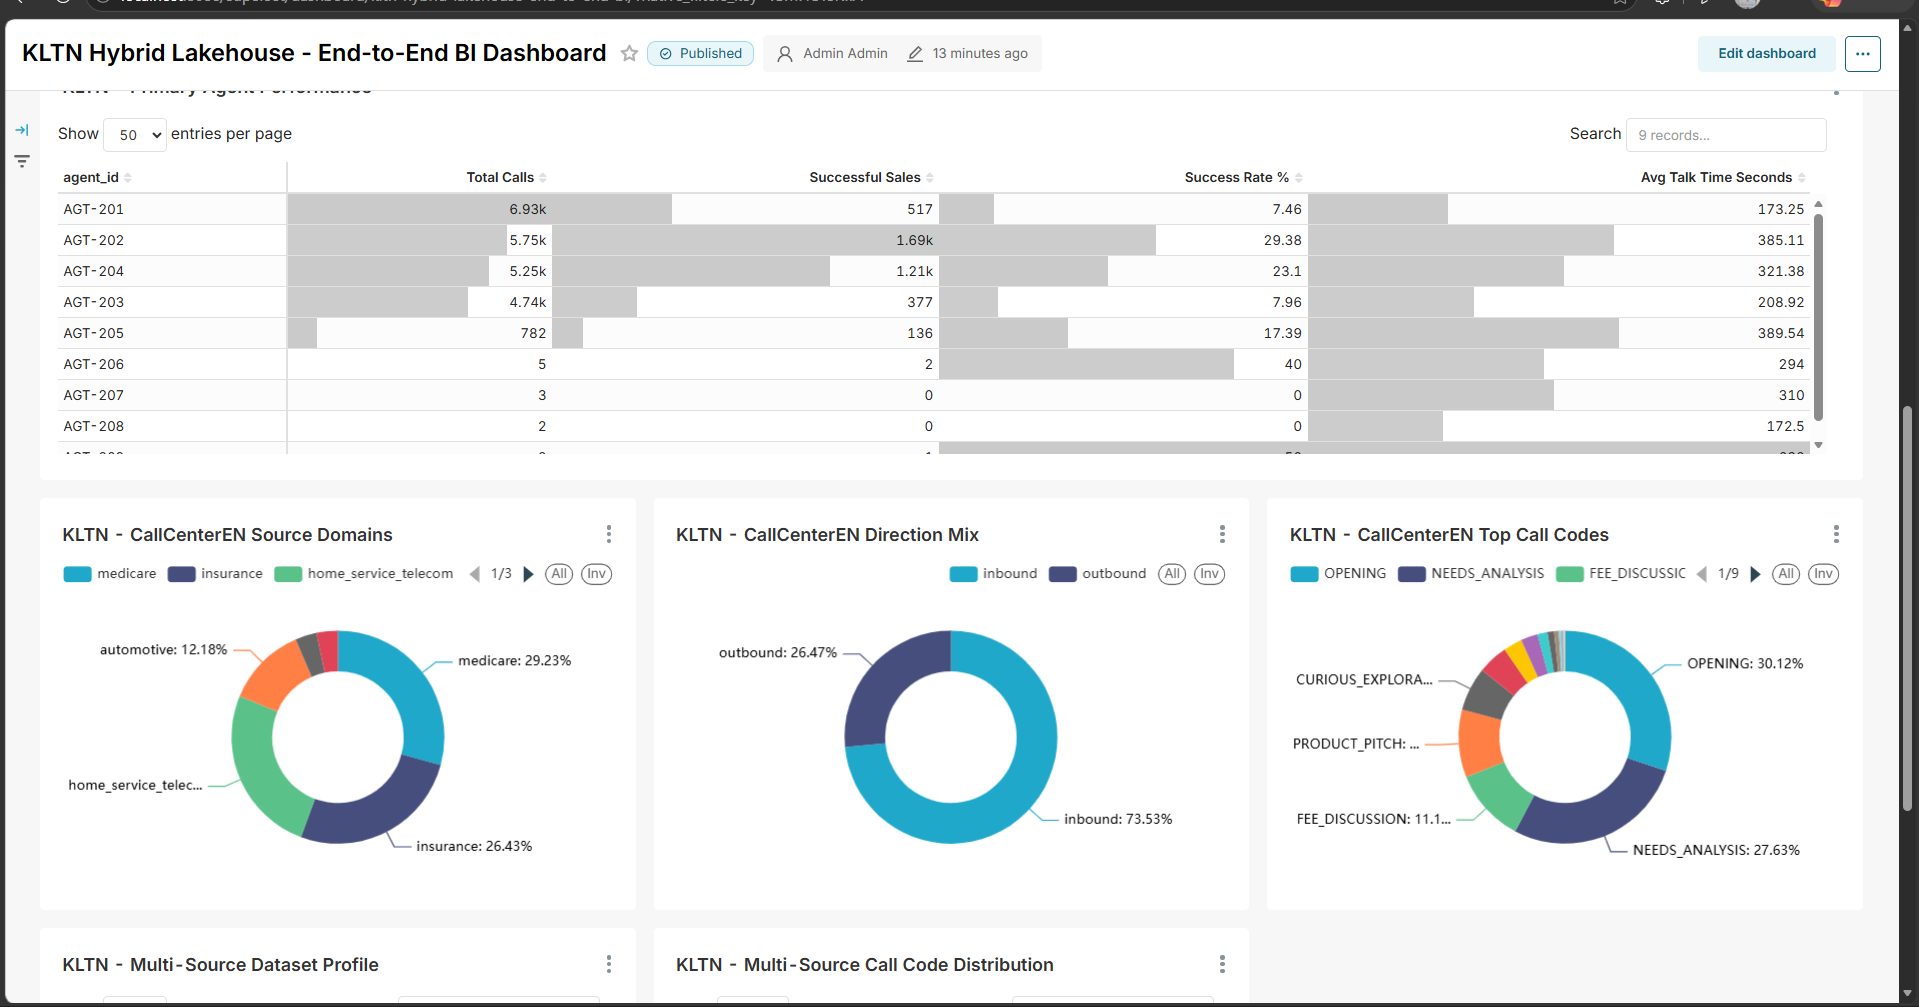 KLTN Hybrid Lakehouse - End-to-End BI Dashboard
Published
Admin Admin
13 minutes ago
Edit dashboard
KLTN - Primary Agent Performance
Show 50 entries per page
Search 9 records...
agent_id Total Calls Successful Sales Success Rate % Avg Talk Time Seconds
AGT-201 6.93k 517 7.46 173.25
AGT-202 5.75k 1.69k 29.38 385.11
AGT-204 5.25k 1.21k 23.1 321.38
AGT-203 4.74k 377 7.96 208.92
AGT-205 782 136 17.39 389.54
AGT-206 5 2 40 294
AGT-207 3 0 0 310
AGT-208 2 0 0 172.5
KLTN - CallCenterEN Source Domains
medicare insurance home_service_telecom 1/3 All Inv
automotive: 12.18%
medicare: 29.23%
home_service_telec...
insurance: 26.43%
KLTN - CallCenterEN Direction Mix
inbound outbound All Inv
outbound: 26.47%
inbound: 73.53%
KLTN - CallCenterEN Top Call Codes
OPENING NEEDS_ANALYSIS FEE_DISCUSSIC 1/9 All Inv
OPENING: 30.12%
CURIOUS_EXPLORA...
PRODUCT_PITCH: ...
FEE_DISCUSSION: 11.1...
NEEDS_ANALYSIS: 27.63%
KLTN - Multi-Source Dataset Profile
KLTN - Multi-Source Call Code Distribution